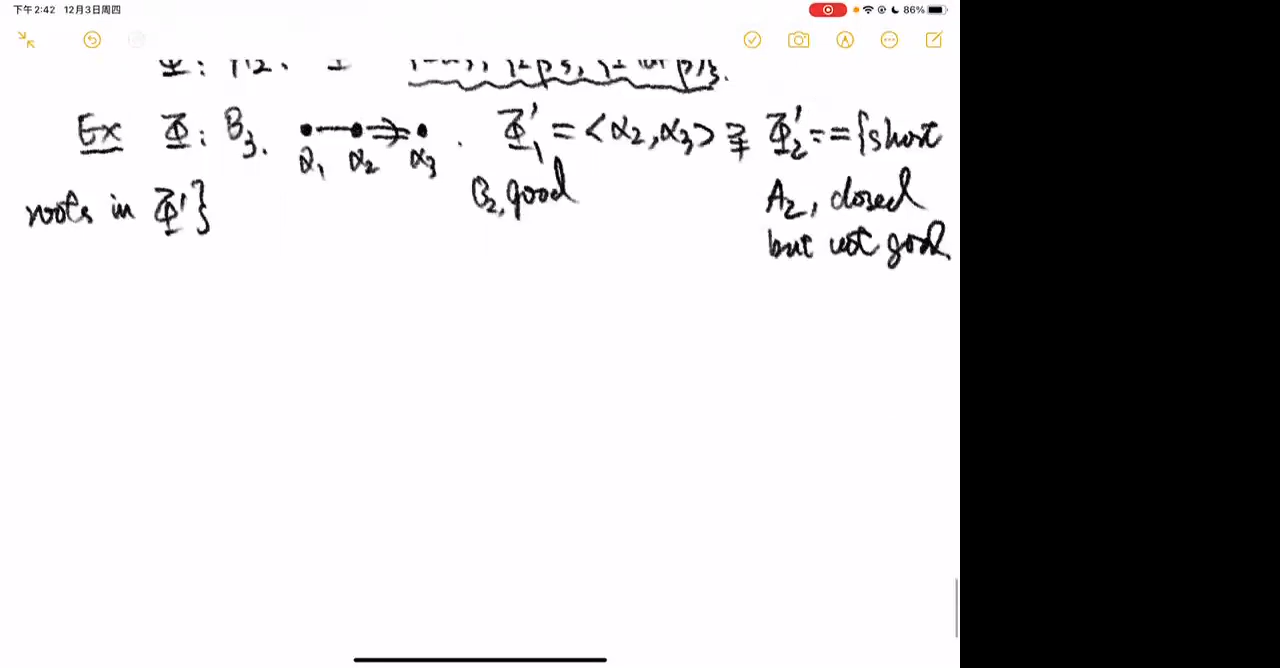 下午2:42 12月3日周四
86%
Ex Φ: B₃. α₁ α₂ α₃ . Φ'₁ = <α₂, α₃> ⊋ Φ'₂ := = {short
roots in Φ'}
B₂, good
A₂, closed
but not good.